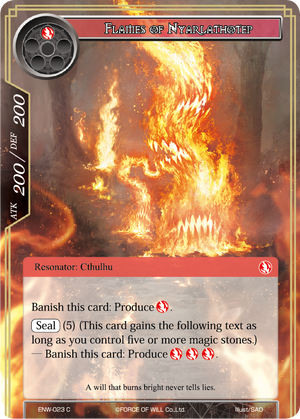 Flames of Nyarlathotep
ATK 200/DEF 200
Resonator: Cthulhu
Banish this card: Produce .
Seal (5) (This card gains the following text as
long as you control five or more magic stones.)
— Banish this card: Produce .
A will that burns bright never tells lies.
ENW-023 C ©FORCE OF WILL Co.,Ltd. Illust/SAO